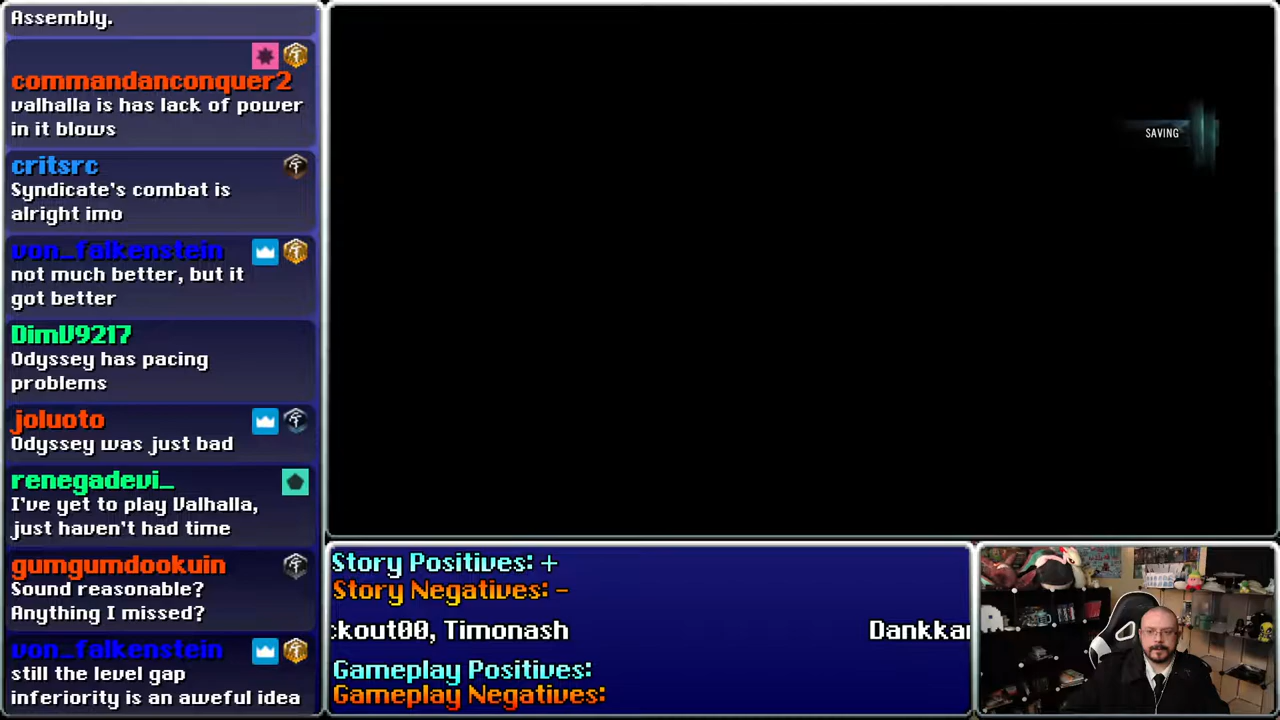 Assembly.
commandanconquer2
valhalla is has lack of power
in it blows
critsrc
Syndicate's combat is
alright imo
von_falkenstein
not much better, but it
got better
DimV9217
Odyssey has pacing
problems
joluoto
Odyssey was just bad
renegadevi_
I've yet to play Valhalla,
just haven't had time
gumgumdookuin
Sound reasonable?
Anything I missed?
von_falkenstein
still the level gap
inferiority is an aweful idea
SAVING
Story Positives: +
Story Negatives: -
ckout00, Timonash Dankka
Gameplay Positives:
Gameplay Negatives: